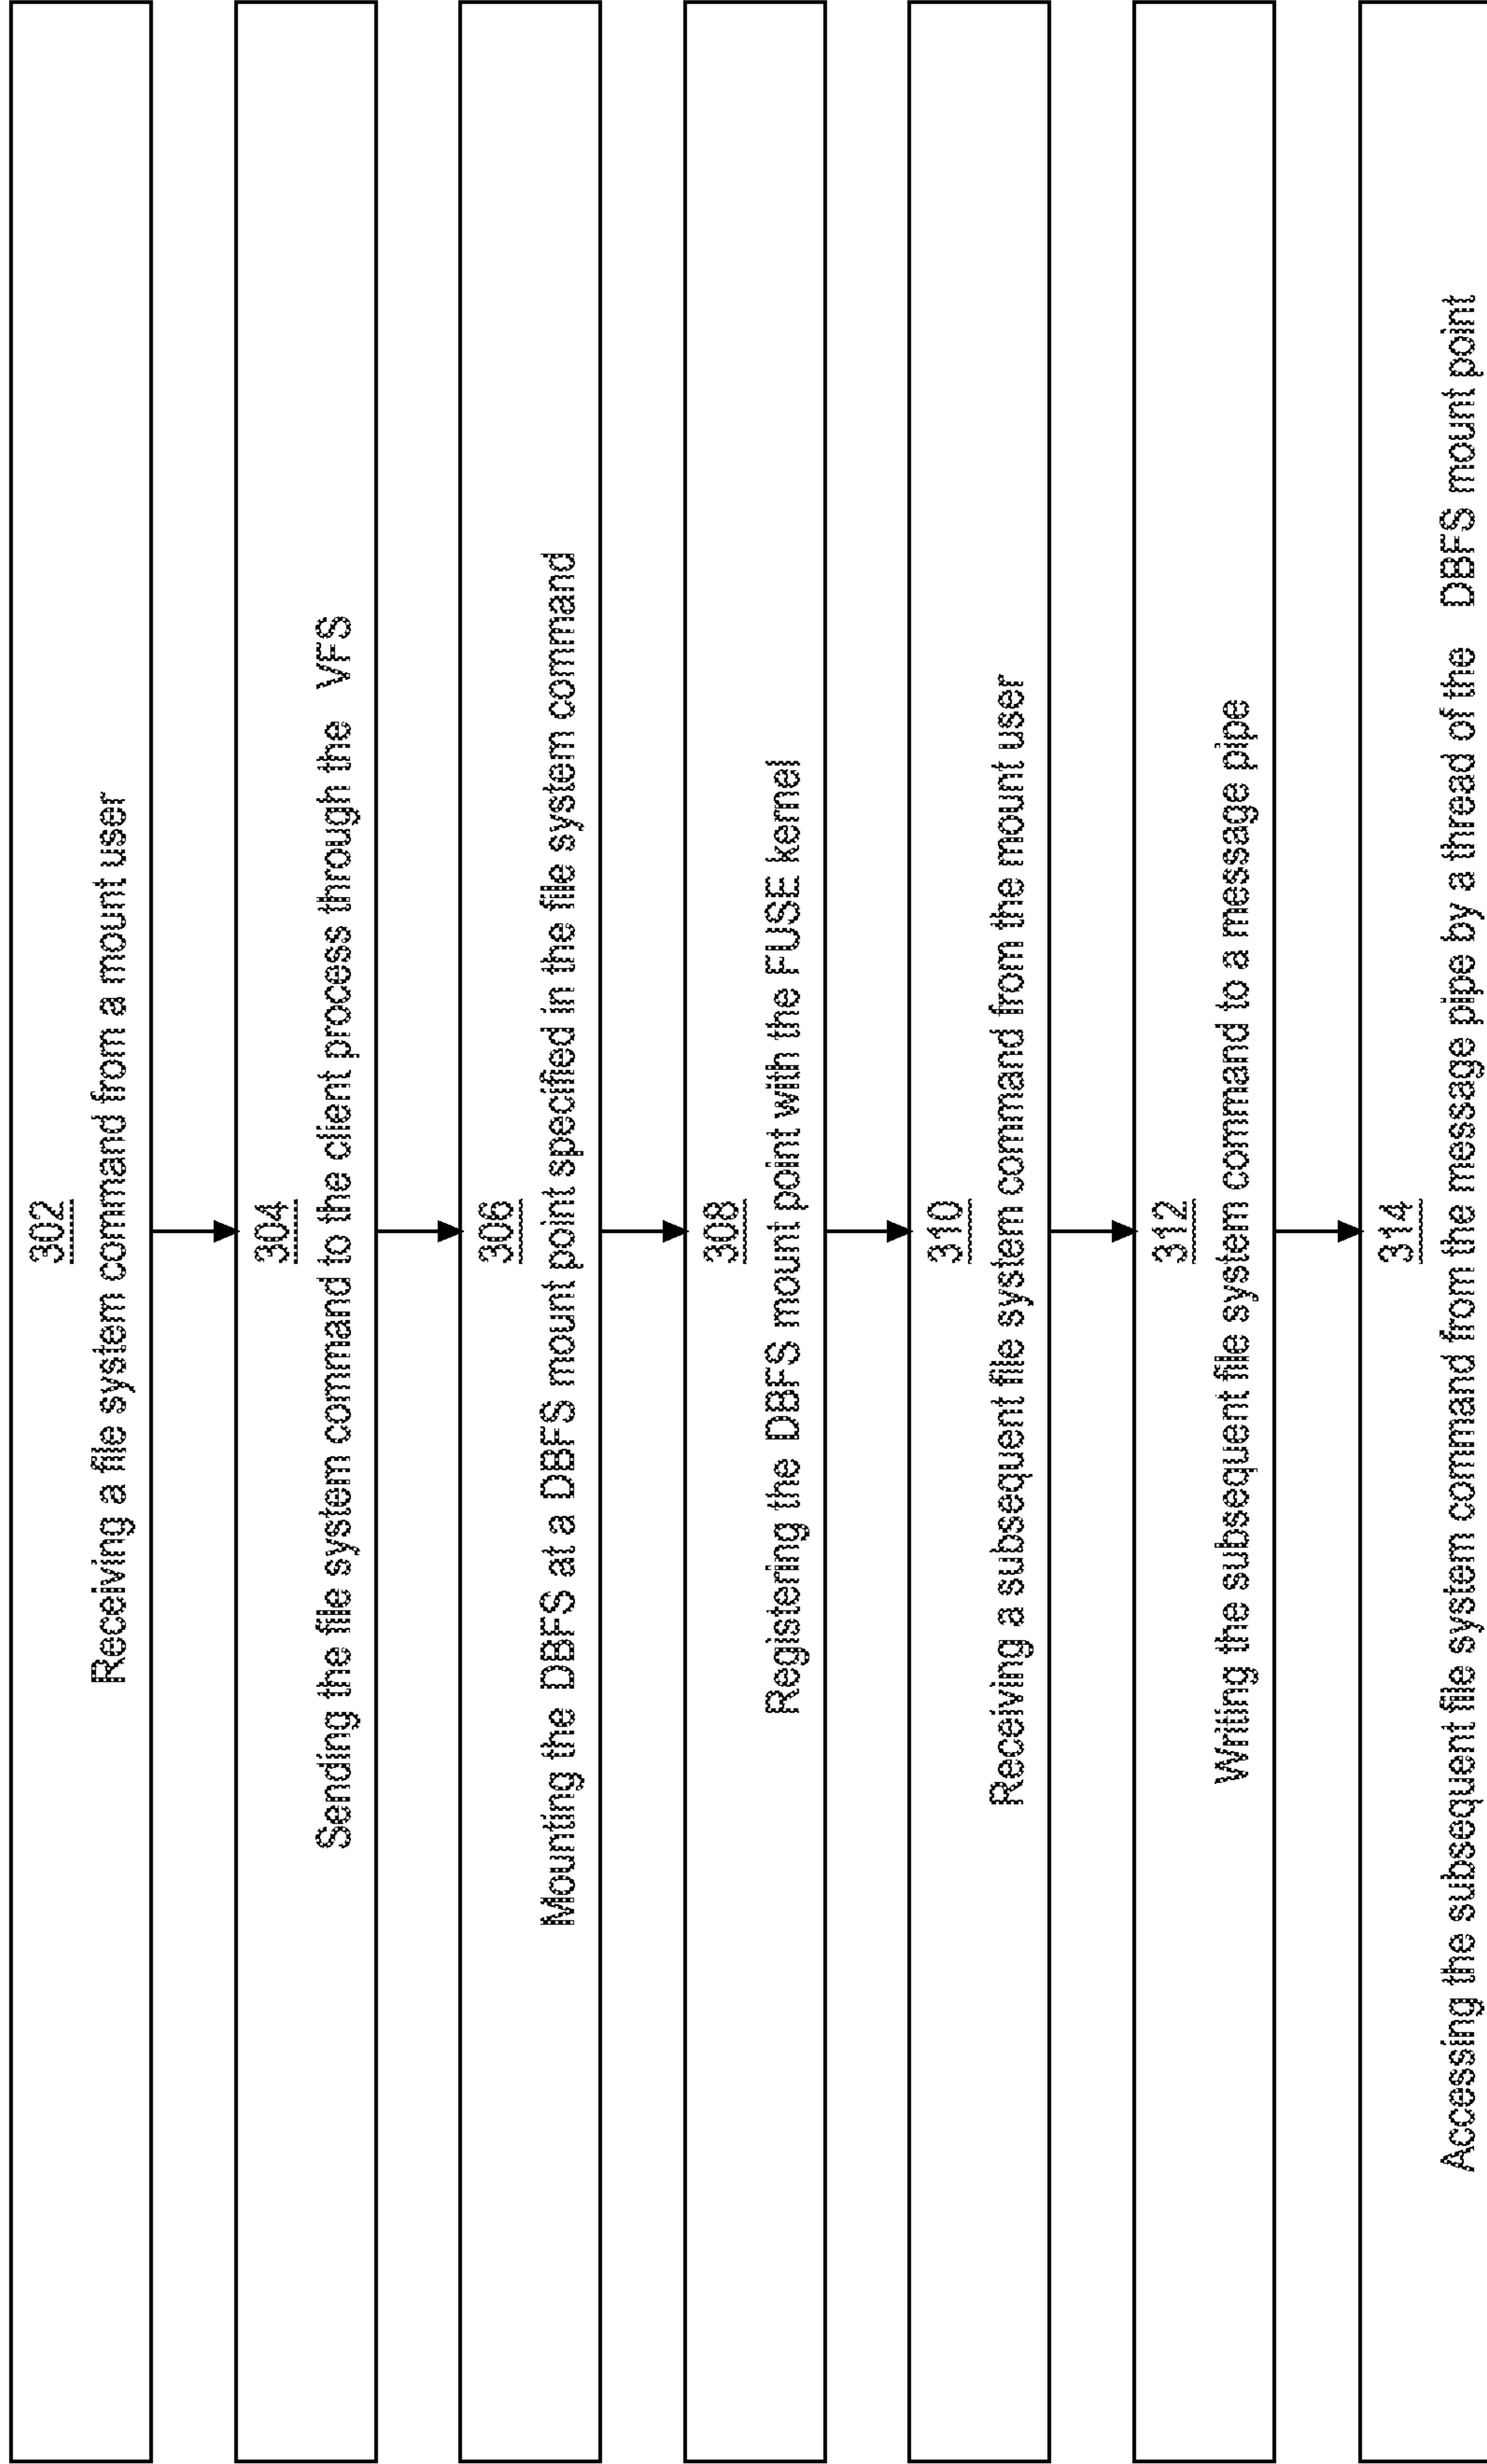 302
Receiving a file system command from a mount user
304
Sending the file system command to the client process through the VFS
306
Mounting the DBFS at a DBFS mount point specified in the file system command
308
Registering the DBFS mount point with the FUSE kernel
310
Receiving a subsequent file system command from the mount user
312
Writing the subsequent file system command to a message pipe
314
Accessing the subsequent file system command from the message pipe by a thread of the DBFS mount point